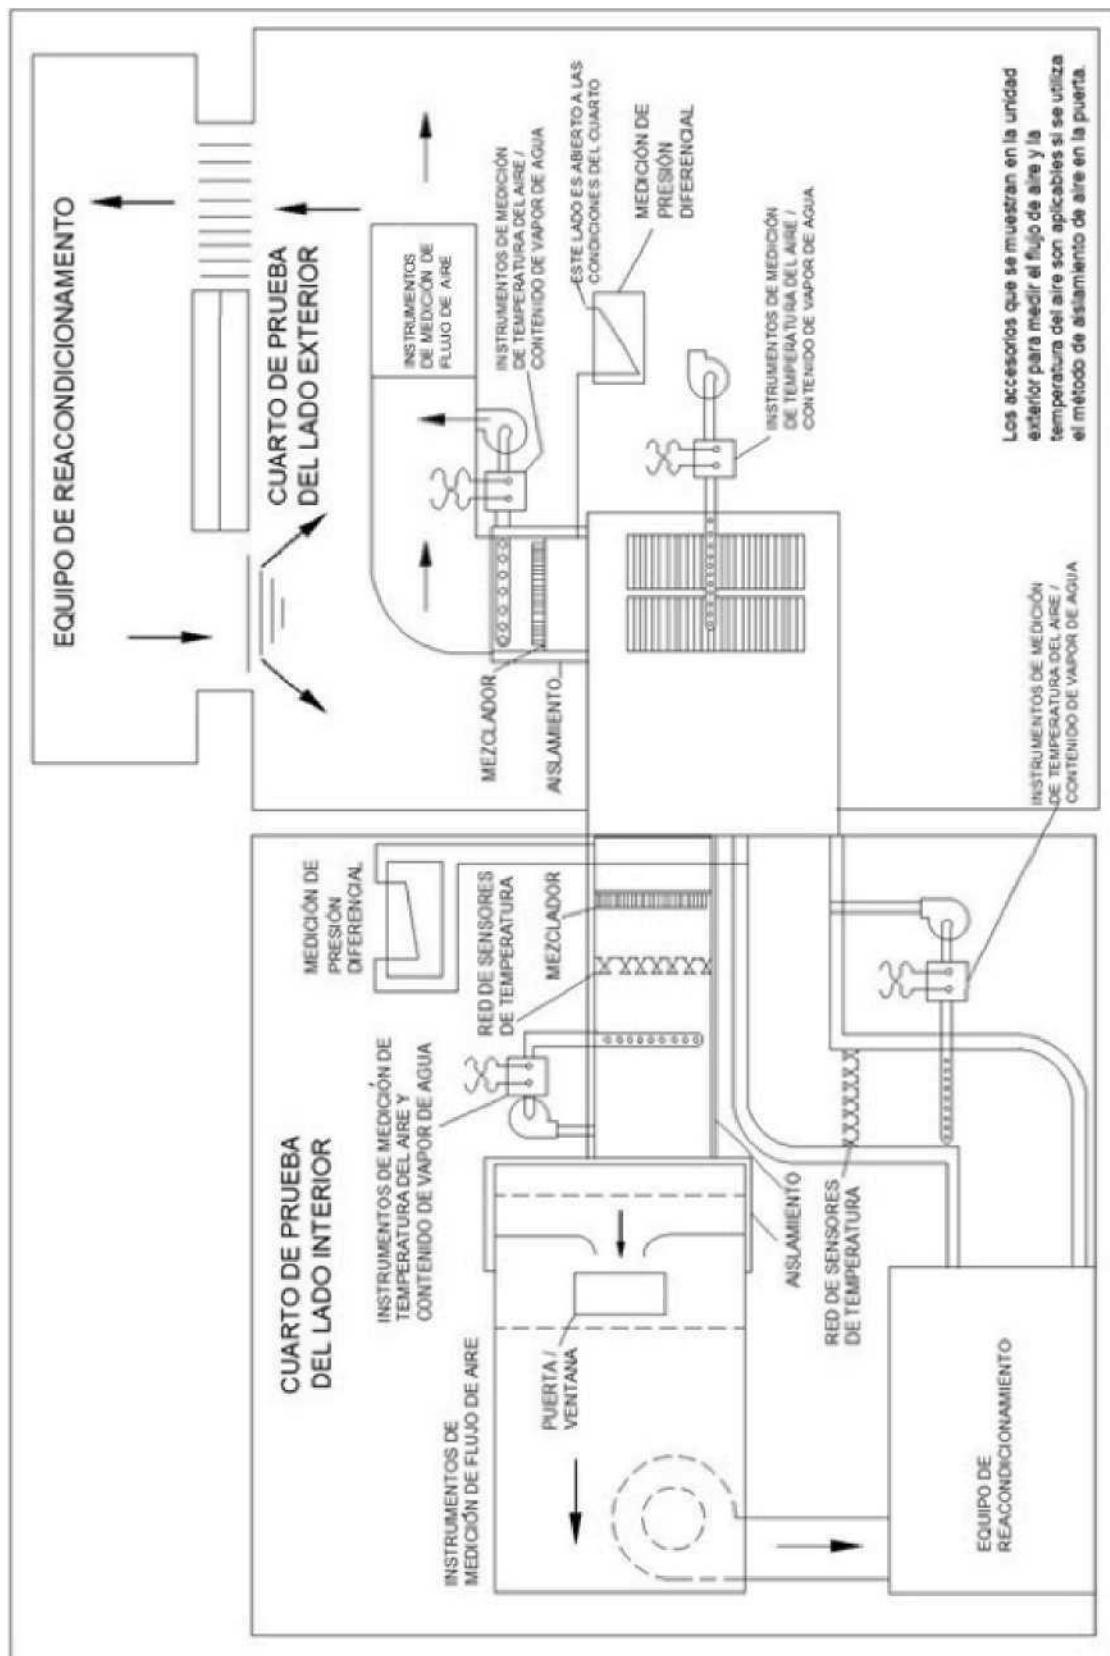 EQUIPO DE REACONDICIONAMENTO
CUARTO DE PRUEBA
DEL LADO EXTERIOR
INSTRUMENTOS
DE MEDICIÓN DE
FLUJO DE AIRE
INSTRUMENTOS DE MEDICIÓN
DE TEMPERATURA DEL AIRE /
CONTENIDO DE VAPOR DE AGUA
ESTE LADO ES ABIERTO A LAS
CONDICIONES DEL CUARTO
MEDICIÓN DE
PRESIÓN
DIFERENCIAL
INSTRUMENTOS DE MEDICIÓN
DE TEMPERATURA DEL AIRE /
CONTENIDO DE VAPOR DE AGUA
MEZCLADOR
AISLAMIENTO
Los accesorios que se muestran en la unidad
exterior para medir el flujo de aire y la
temperatura del aire son aplicables si se utiliza
el método de aislamiento de aire en la puerta.
CUARTO DE PRUEBA
DEL LADO INTERIOR
MEDICIÓN DE
PRESIÓN
DIFERENCIAL
INSTRUMENTOS DE MEDICIÓN DE
TEMPERATURA DEL AIRE Y
CONTENIDO DE VAPOR DE AGUA
RED DE SENSORES
DE TEMPERATURA
MEZCLADOR
INSTRUMENTOS DE
MEDICIÓN DE FLUJO DE AIRE
PUERTA /
VENTANA
AISLAMIENTO
RED DE SENSORES
DE TEMPERATURA
INSTRUMENTOS DE MEDICIÓN
DE TEMPERATURA DEL AIRE /
CONTENIDO DE VAPOR DE AGUA
EQUIPO DE
REACONDICIONAMIENTO